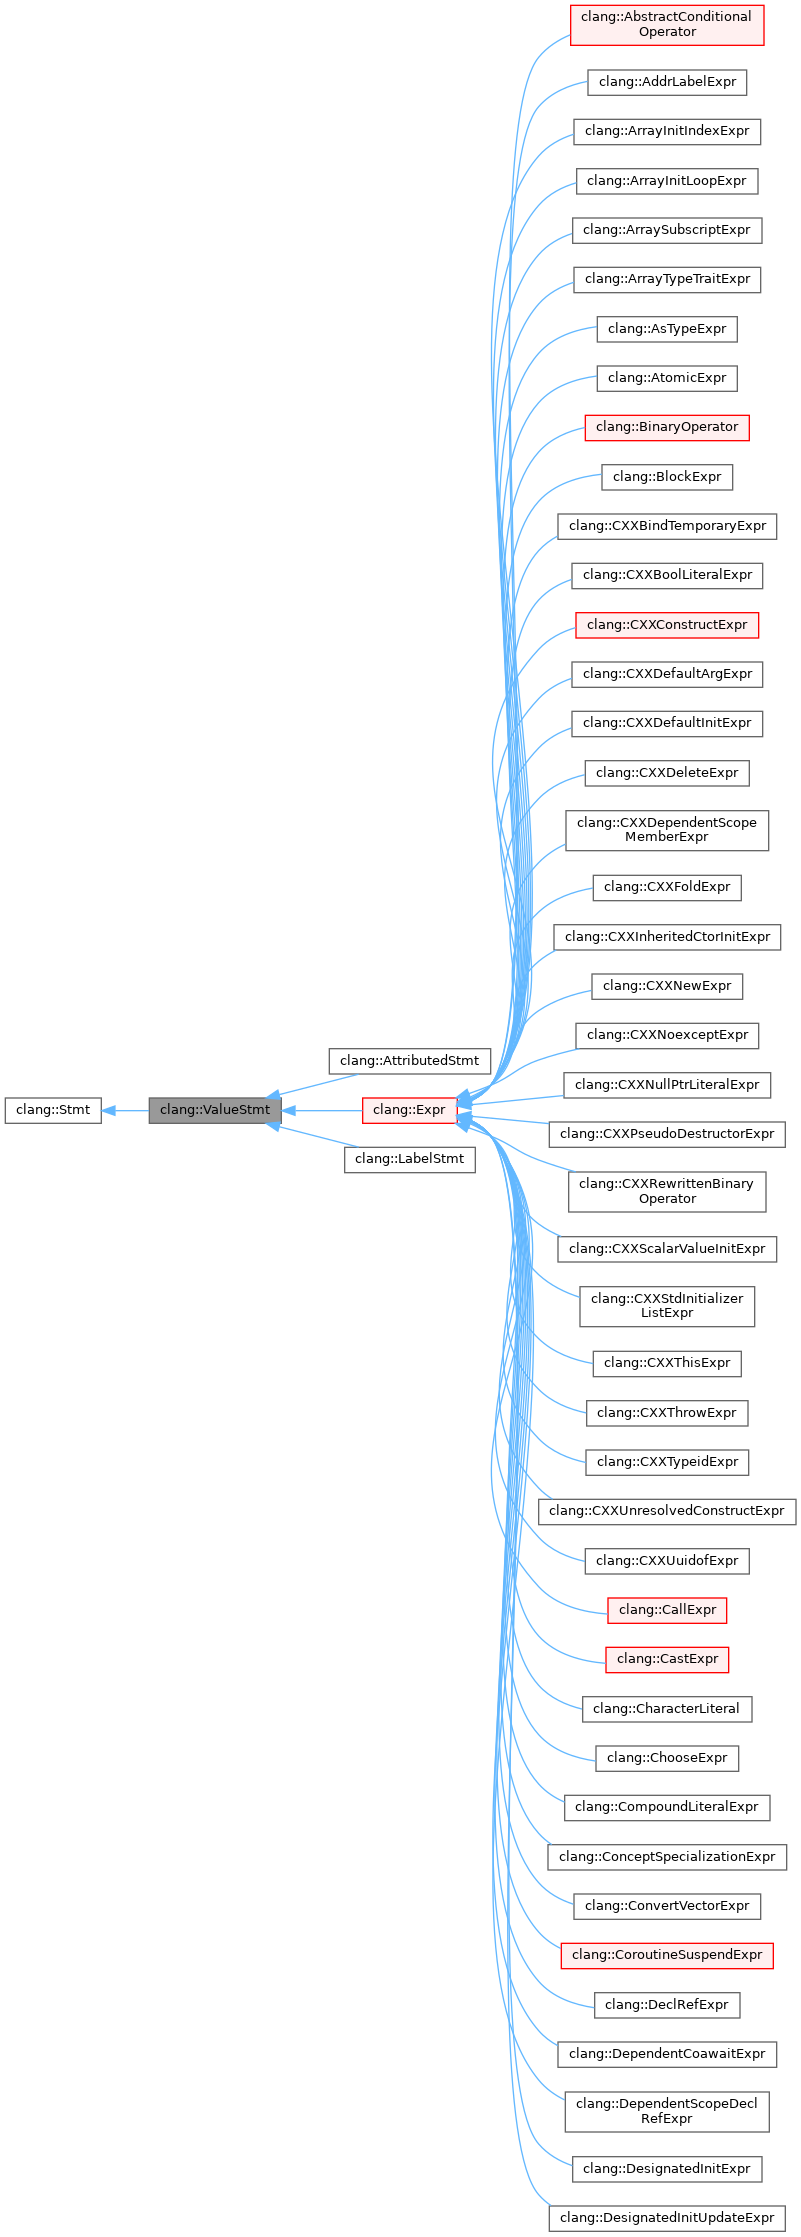 clang::Stmt
clang::ValueStmt
clang::AttributedStmt
clang::Expr
clang::LabelStmt
clang::AbstractConditional
Operator
clang::AddrLabelExpr
clang::ArrayInitIndexExpr
clang::ArrayInitLoopExpr
clang::ArraySubscriptExpr
clang::ArrayTypeTraitExpr
clang::AsTypeExpr
clang::AtomicExpr
clang::BinaryOperator
clang::BlockExpr
clang::CXXBindTemporaryExpr
clang::CXXBoolLiteralExpr
clang::CXXConstructExpr
clang::CXXDefaultArgExpr
clang::CXXDefaultInitExpr
clang::CXXDeleteExpr
clang::CXXDependentScope
MemberExpr
clang::CXXFoldExpr
clang::CXXInheritedCtorInitExpr
clang::CXXNewExpr
clang::CXXNoexceptExpr
clang::CXXNullPtrLiteralExpr
clang::CXXPseudoDestructorExpr
clang::CXXRewrittenBinary
Operator
clang::CXXScalarValueInitExpr
clang::CXXStdInitializer
ListExpr
clang::CXXThisExpr
clang::CXXThrowExpr
clang::CXXTypeidExpr
clang::CXXUnresolvedConstructExpr
clang::CXXUuidofExpr
clang::CallExpr
clang::CastExpr
clang::CharacterLiteral
clang::ChooseExpr
clang::CompoundLiteralExpr
clang::ConceptSpecializationExpr
clang::ConvertVectorExpr
clang::CoroutineSuspendExpr
clang::DeclRefExpr
clang::DependentCoawaitExpr
clang::DependentScopeDecl
RefExpr
clang::DesignatedInitExpr
clang::DesignatedInitUpdateExpr